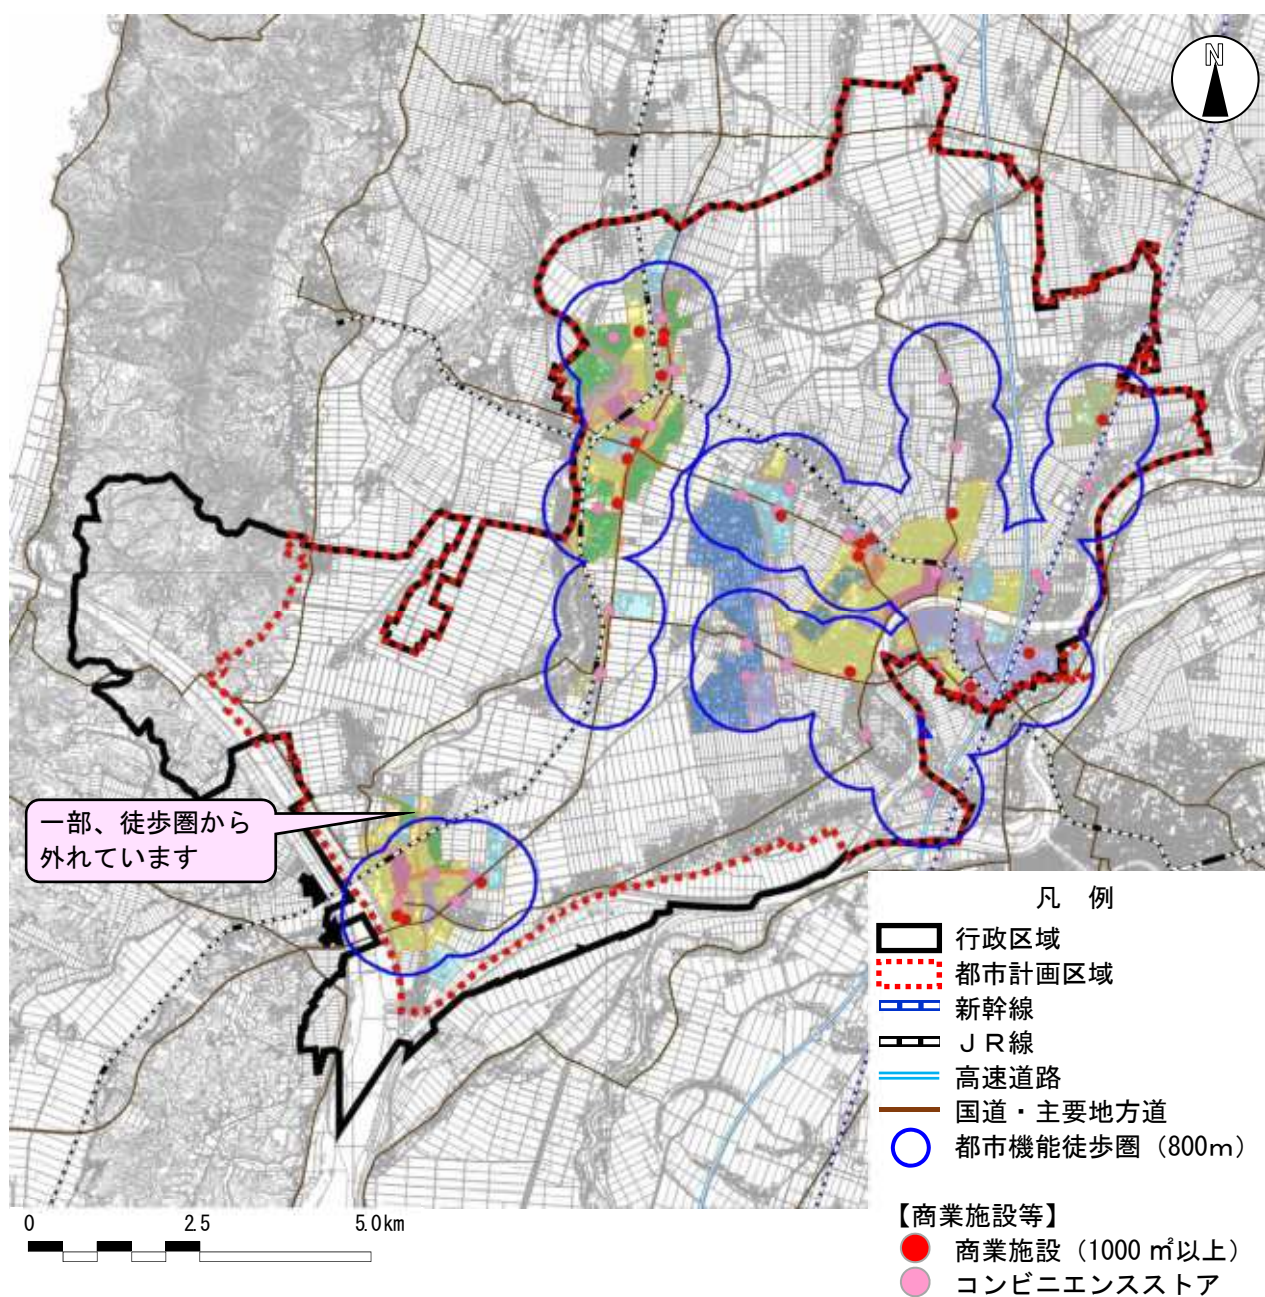 N
一部、徒歩圏から
外れています
凡 例
行政区域
都市計画区域
新幹線
ＪＲ線
高速道路
国道・主要地方道
都市機能徒歩圏（800ｍ）
【商業施設等】
商業施設（1000 ㎡以上）
コンビニエンスストア
0 2.5 5.0km